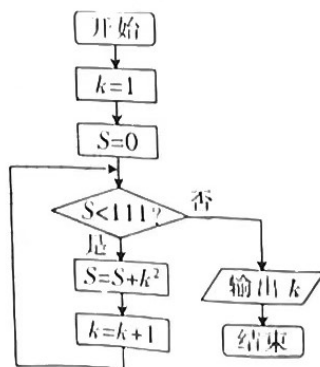 开始
k=1
S=0
S<111?
否
是
S=S+k²
k=k+1
输出 k
结束